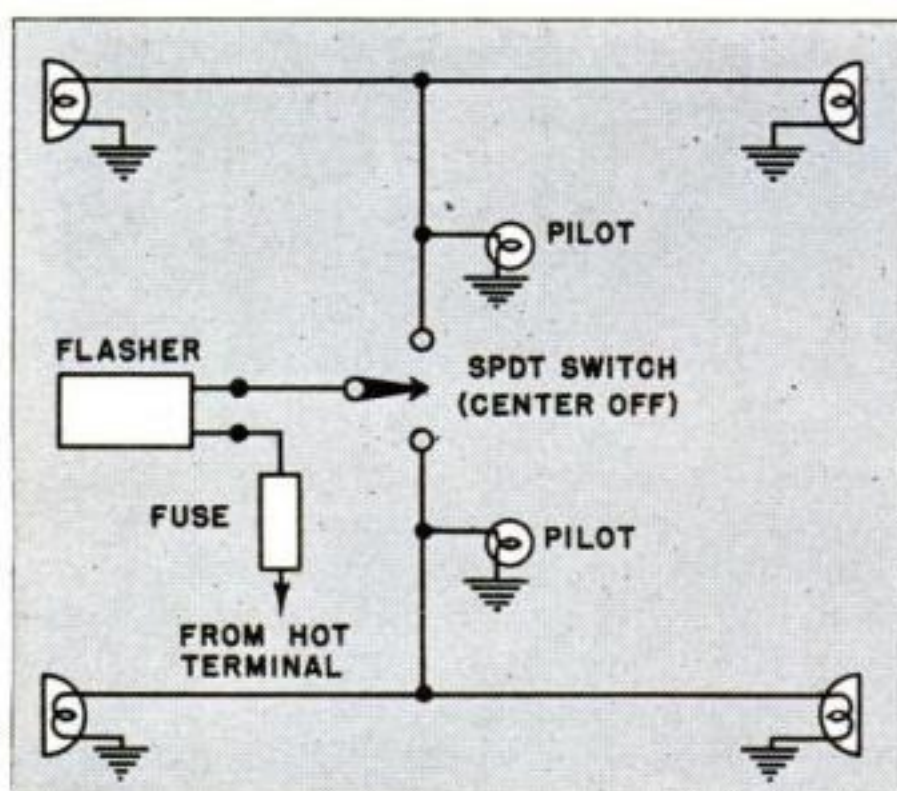 PILOT
FLASHER
SPDT SWITCH
(CENTER OFF)
FUSE
PILOT
FROM HOT
TERMINAL